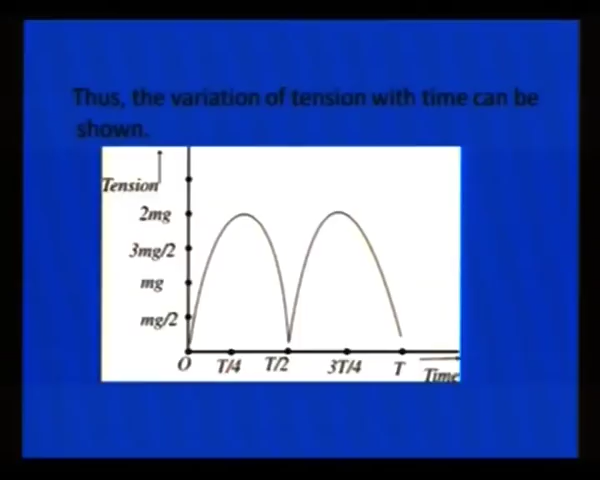 Thus, the variation of tension with time can be
shown.
Tension
2mg
3mg/2
mg
mg/2
O T/4 T/2 3T/4 T Time